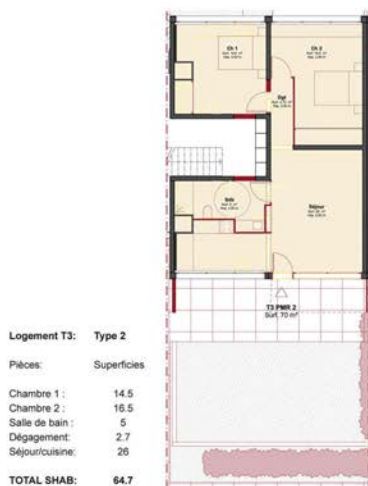 Ch 1
Ch 2
Dgt
Sdb
Séjour
T3 PMR 2
Surf. 70 m²
Logement T3: Type 2
Pièces: Superficies
Chambre 1 : 14.5
Chambre 2 : 16.5
Salle de bain : 5
Dégagement: 2.7
Séjour/cuisine: 26
TOTAL SHAB: 64.7